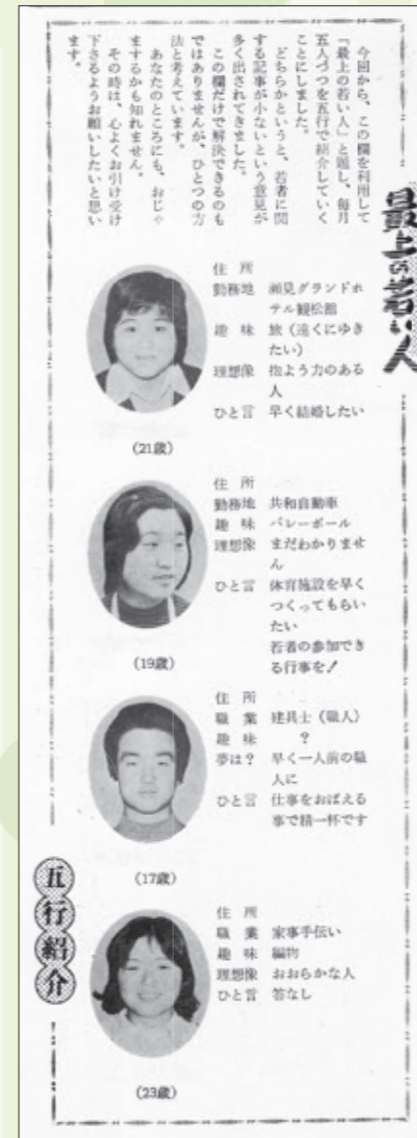 最上の若い人
今回から、この欄を利用して
「最上の若い人」と題し、毎月
五人づつを五行で紹介していく
ことにしました。
どちらかというと、若者に関
する記事が小ないという意見が
多く出されてきました。
この欄だけで解決できるのも
ではありませんが、ひとつの方
法と考えています。
あなたのところにも、おじゃ
まするかも知れません。
その時は、心よくお引け受け
下さるようお願いしたいと思い
ます。
住所
勤務地 瀬見グランドホ
テル観松館
趣味 旅(遠くにゆき
たい)
理想像 抱よう力のある
人
ひと言 早く結婚したい
(21歳)
住所
勤務地 共和自動車
趣味 バレーボール
理想像 まだわかりませ
ん
ひと言 体育施設を早く
つくってもらい
たい
若者の参加でき
る行事を!
(19歳)
住所
職業 建具士(職人)
趣味 ?
夢は? 早く一人前の職
人に
ひと言 仕事をおぼえる
事で精一杯です
(17歳)
住所
職業 家事手伝い
趣味 編物
理想像 おおらかな人
ひと言 答なし
(23歳)
五行紹介